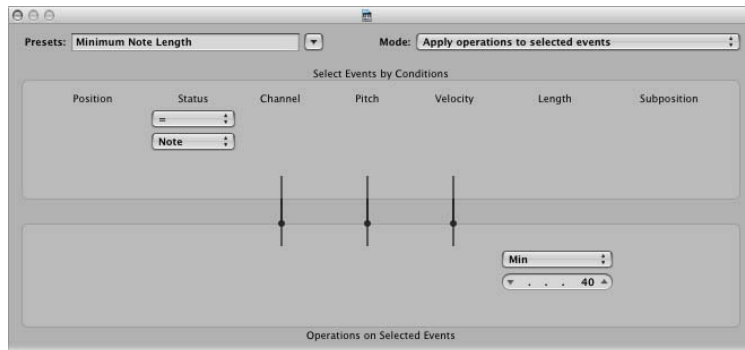 Presets: Minimum Note Length Mode: Apply operations to selected events
Select Events by Conditions
Position Status Channel Pitch Velocity Length Subposition
=
Note
Min
. . . 40
Operations on Selected Events